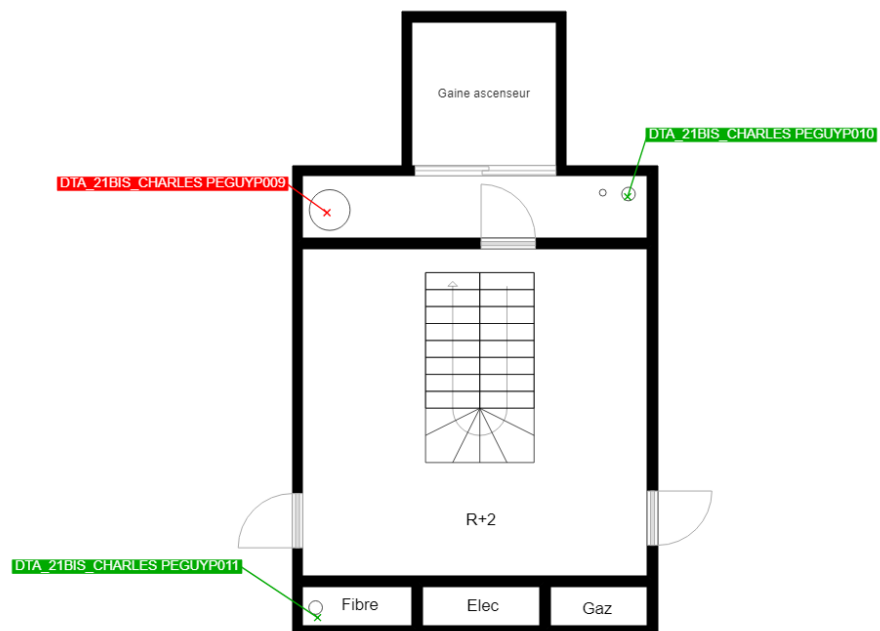 Gaine ascenseur
DTA_21BIS_CHARLES PEGUYP010
DTA_21BIS_CHARLES PEGUYP009
R+2
DTA_21BIS_CHARLES PEGUYP011
Fibre
Elec
Gaz